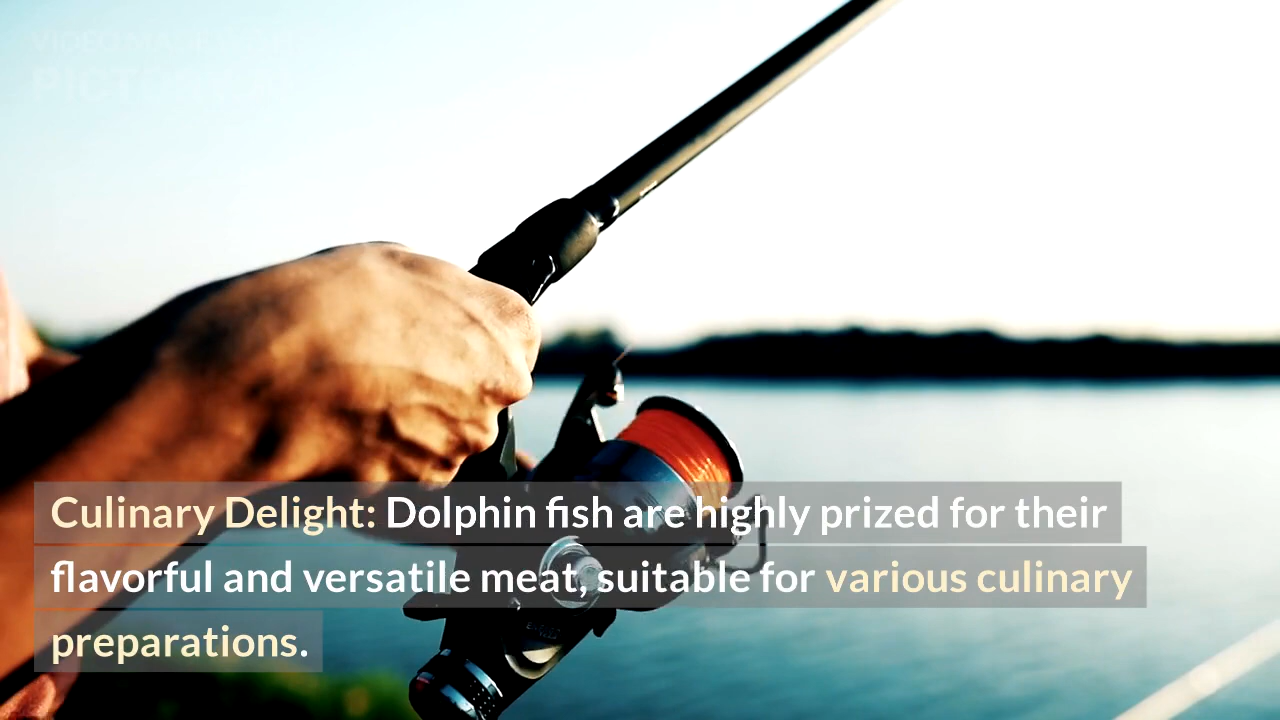 Culinary Delight: Dolphin fish are highly prized for their
flavorful and versatile meat, suitable for various culinary
preparations.